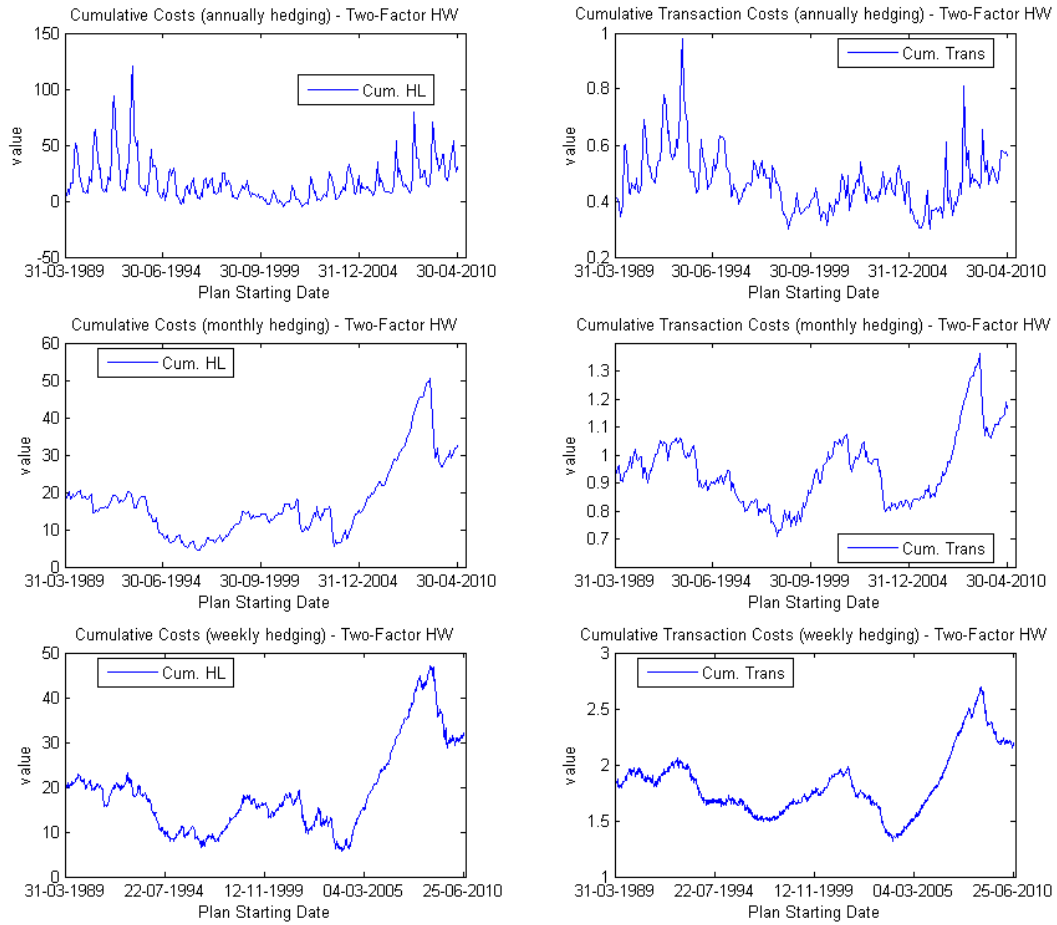 Cumulative Costs (annually hedging) - Two-Factor HW
150
100
50
0
-50
value
Cum. HL
31-03-1989 30-06-1994 30-09-1999 31-12-2004 30-04-2010
Plan Starting Date
Cumulative Transaction Costs (annually hedging) - Two-Factor HW
1
0.8
0.6
0.4
0.2
value
Cum. Trans
31-03-1989 30-06-1994 30-09-1999 31-12-2004 30-04-2010
Plan Starting Date
Cumulative Costs (monthly hedging) - Two-Factor HW
60
50
40
30
20
10
0
value
Cum. HL
31-03-1989 30-06-1994 30-09-1999 31-12-2004 30-04-2010
Plan Starting Date
Cumulative Transaction Costs (monthly hedging) - Two-Factor HW
1.3
1.2
1.1
1
0.9
0.8
0.7
value
Cum. Trans
31-03-1989 30-06-1994 30-09-1999 31-12-2004 30-04-2010
Plan Starting Date
Cumulative Costs (weekly hedging) - Two-Factor HW
50
40
30
20
10
0
value
Cum. HL
31-03-1989 22-07-1994 12-11-1999 04-03-2005 25-06-2010
Plan Starting Date
Cumulative Transaction Costs (weekly hedging) - Two-Factor HW
3
2.5
2
1.5
1
value
Cum. Trans
31-03-1989 22-07-1994 12-11-1999 04-03-2005 25-06-2010
Plan Starting Date